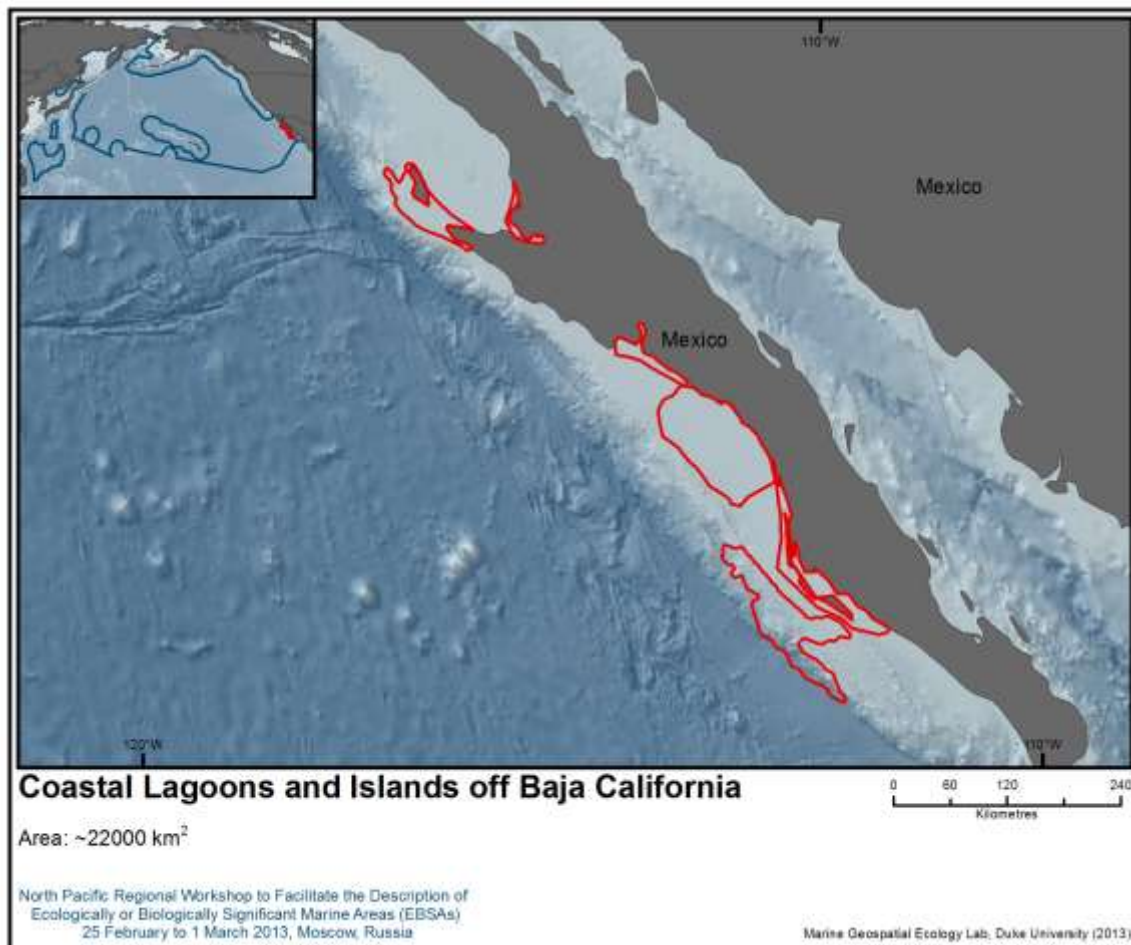 110°W
Mexico
Mexico
120°W
110°W
Coastal Lagoons and Islands off Baja California
0 60 120 240
Kilometres
Area: ~22000 km²
North Pacific Regional Workshop to Facilitate the Description of
Ecologically or Biologically Significant Marine Areas (EBSAs)
25 February to 1 March 2013, Moscow, Russia
Marine Geospatial Ecology Lab, Duke University (2013)